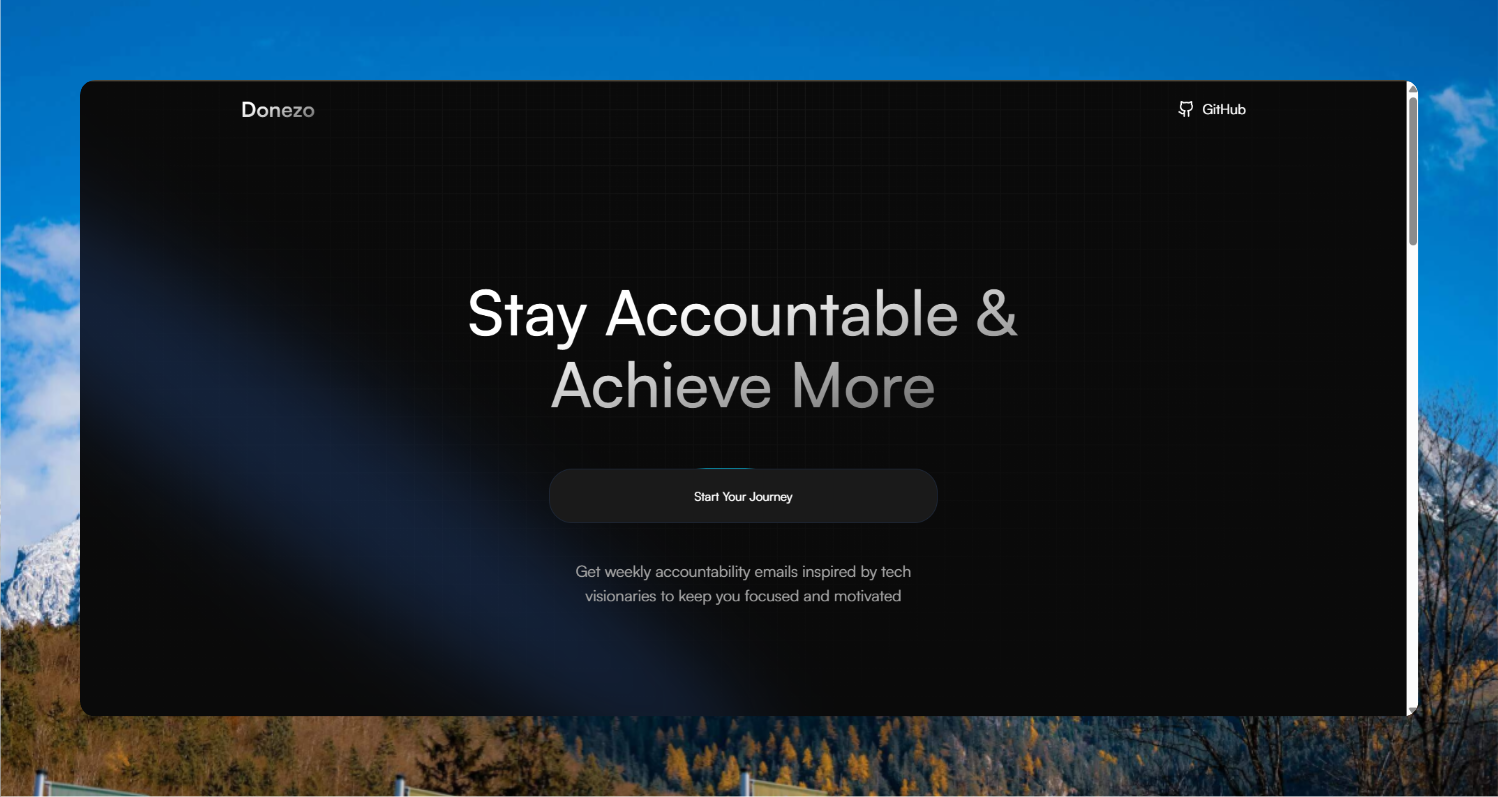 Donezo
GitHub
Stay Accountable &
Achieve More
Start Your Journey
Get weekly accountability emails inspired by tech
visionaries to keep you focused and motivated